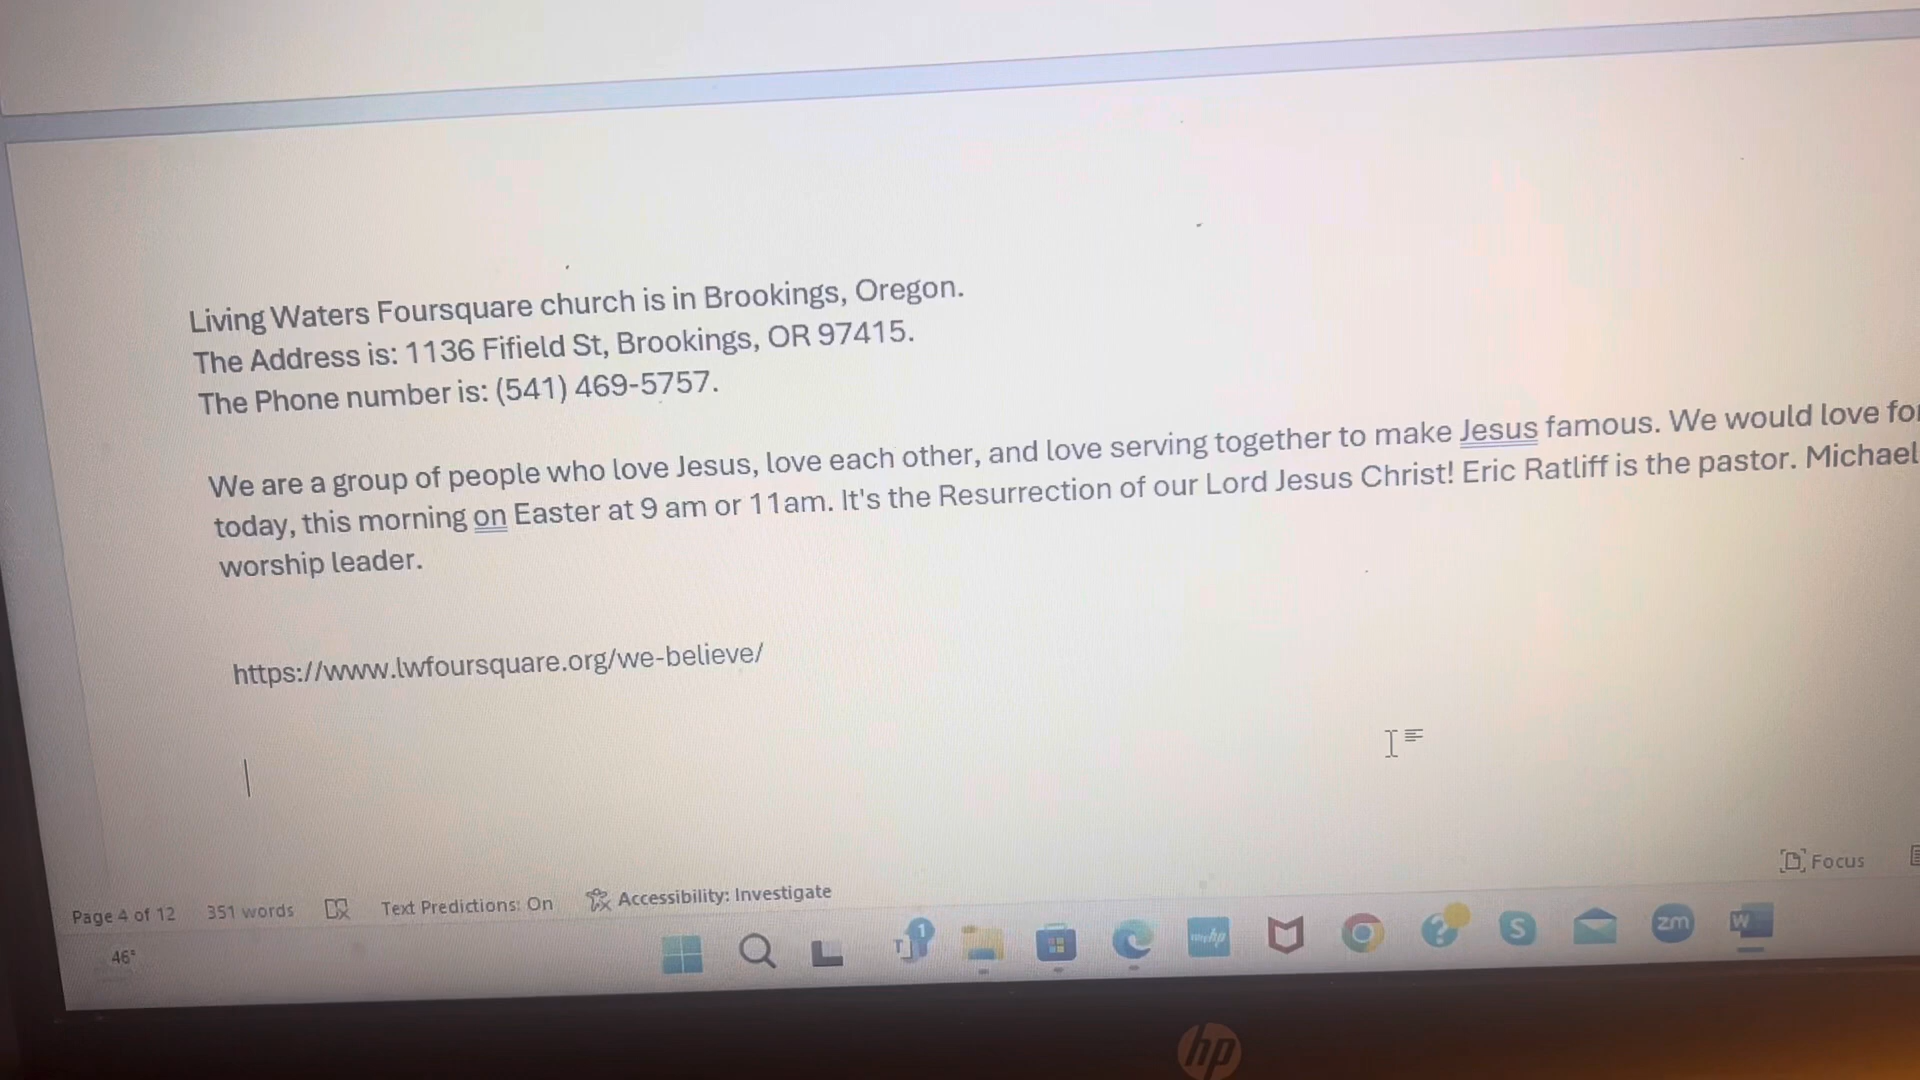 Living Waters Foursquare church is in Brookings, Oregon.
The Address is: 1136 Fifield St, Brookings, OR 97415.
The Phone number is: (541) 469-5757.
We are a group of people who love Jesus, love each other, and love serving together to make Jesus famous. We would love for
today, this morning on Easter at 9 am or 11am. It's the Resurrection of our Lord Jesus Christ! Eric Ratliff is the pastor. Michael
worship leader.
https://www.lwfoursquare.org/we-believe/
Focus
Page 4 of 12 351 words Text Predictions: On Accessibility: Investigate
46°
1
myhp
S
zm
W
hp